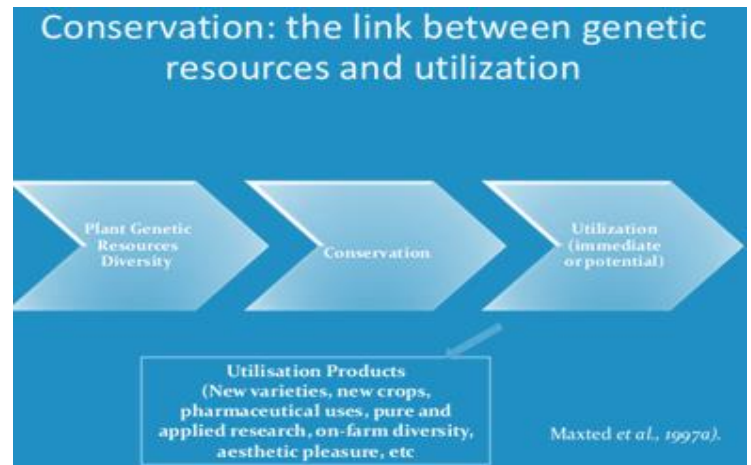 Conservation: the link between genetic
resources and utilization
Plant Genetic
Resources
Diversity
Conservation
Utilization
(immediate
or potential)
Utilisation Products
(New varieties, new crops,
pharmaceutical uses, pure and
applied research, on-farm diversity,
aesthetic pleasure, etc
Maxted et al., 1997a).